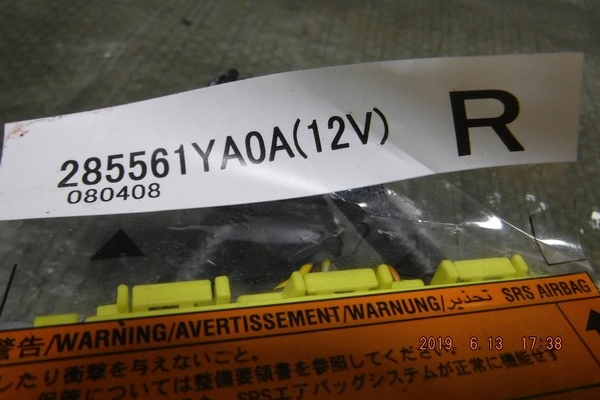 285561YA0A(12V) R
080408
警告/WARNING/AVERTISSEMENT/WARNUNG/تحذير/ SRS AIRBAG
したり衝撃を与えないこと。
については整備要領書を参照してください。
SRSエアバッグシステムが正常に機能せず
2019. 6.13 17:38